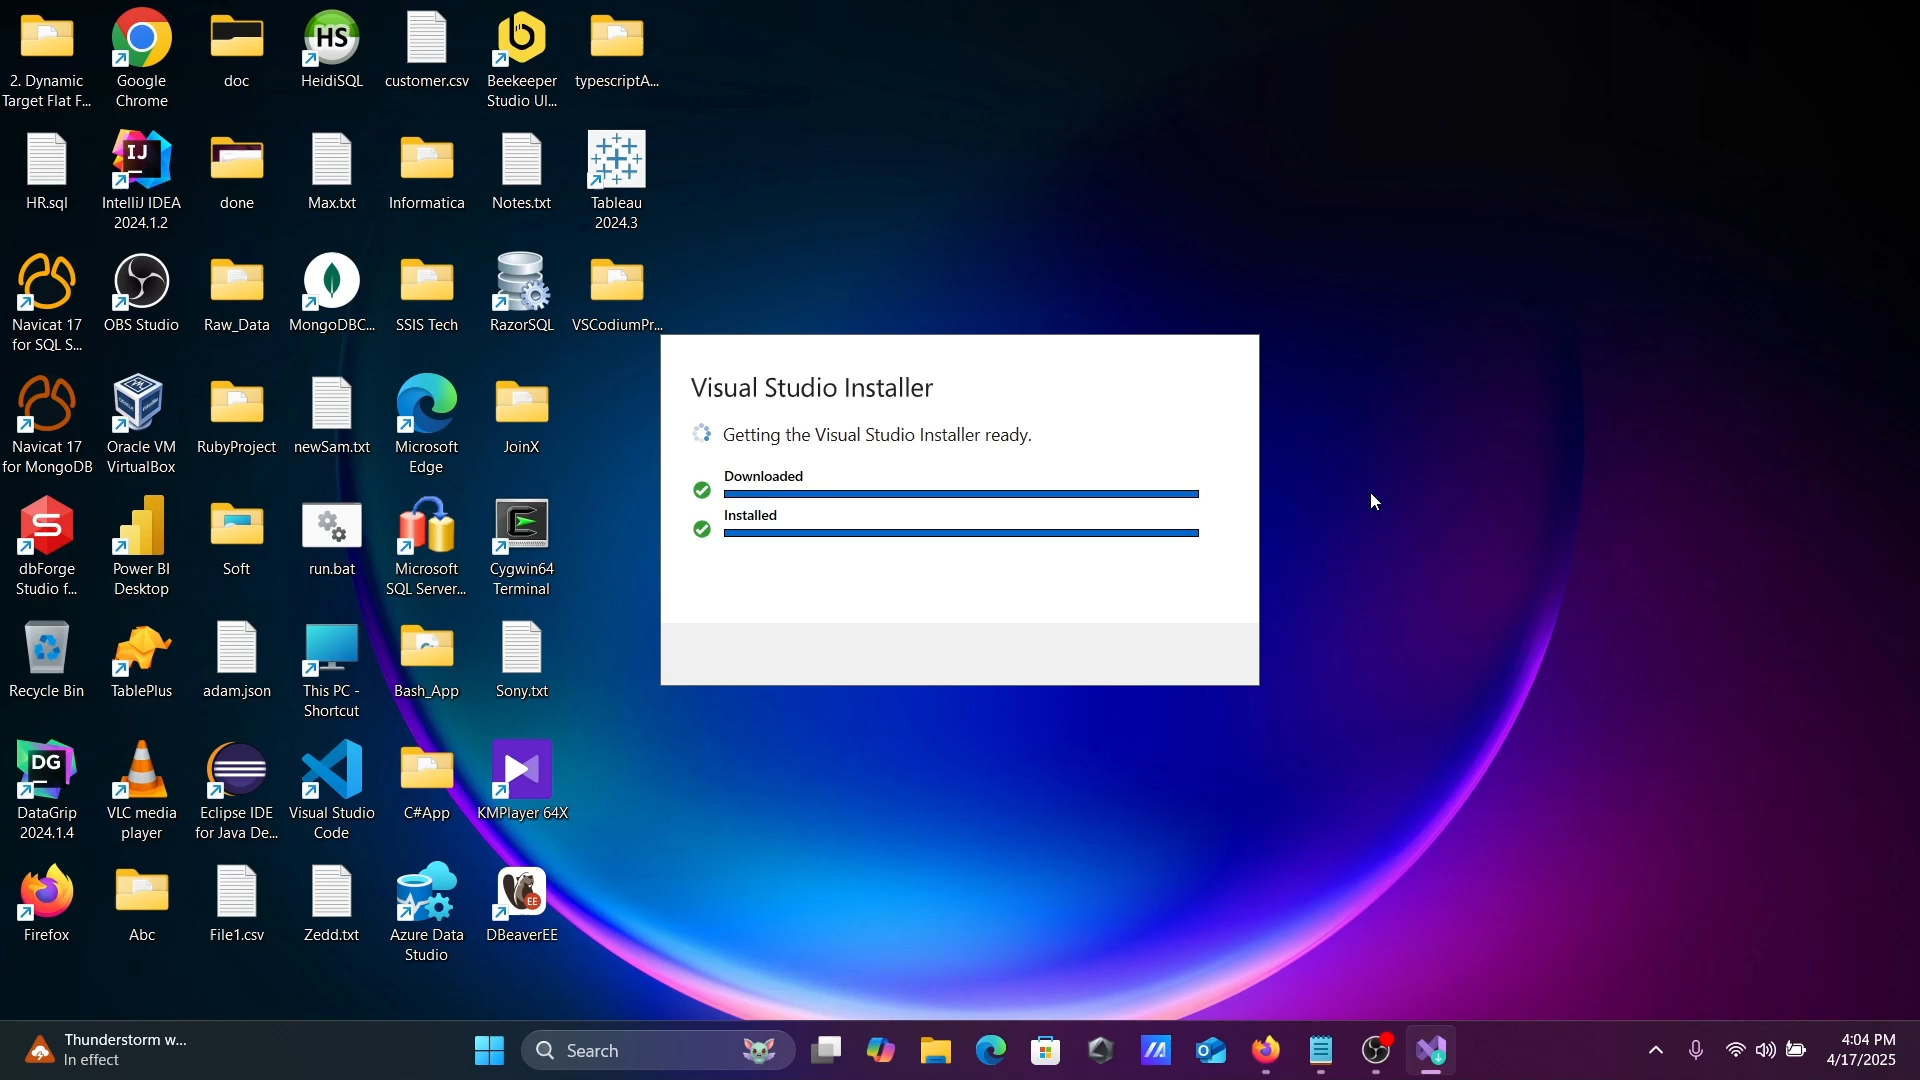 2. Dynamic
Target Flat F...
Google
Chrome
doc
HS
HeidiSQL
customer.csv
Beekeeper
Studio Ul...
typescriptA...
HR.sql
IJ
IntelliJ IDEA
2024.1.2
done
Max.txt
Informatica
Notes.txt
Tableau
2024.3
Navicat 17
for SQL S...
OBS Studio
Raw_Data
MongoDBC...
SSIS Tech
RazorSQL
VSCodiumPr...
Navicat 17
for MongoDB
Oracle VM
VirtualBox
RubyProject
newSam.txt
Microsoft
Edge
JoinX
S
dbForge
Studio f...
Power BI
Desktop
Soft
run.bat
Microsoft
SQL Server...
Cygwin64
Terminal
Recycle Bin
TablePlus
adam.json
This PC -
Shortcut
Bash_App
Sony.txt
DG
DataGrip
2024.1.4
VLC media
player
Eclipse IDE
for Java De...
Visual Studio
Code
C#App
KMPlayer 64X
Firefox
Abc
File1.csv
Zedd.txt
Azure Data
Studio
EE
DBeaverEE
Visual Studio Installer
Getting the Visual Studio Installer ready.
Downloaded
Installed
Thunderstorm w...
In effect
Search
4:04 PM
4/17/2025